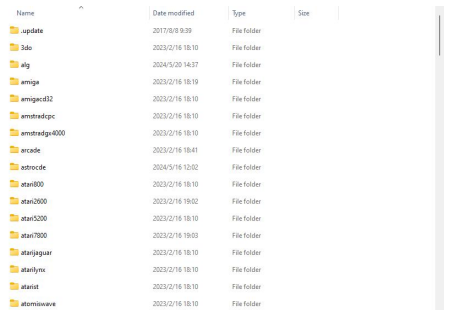 Name Date modified Type Size
.update 2017/8/8 9:39 File folder
3do 2023/2/16 18:10 File folder
alg 2024/5/20 14:37 File folder
amiga 2023/2/16 18:19 File folder
amigacd32 2023/2/16 18:10 File folder
amstradcpc 2023/2/16 18:10 File folder
amstradgx4000 2023/2/16 18:10 File folder
arcade 2023/2/16 18:41 File folder
astrocde 2024/5/16 12:02 File folder
atari800 2023/2/16 18:10 File folder
atari2600 2023/2/16 19:02 File folder
atari5200 2023/2/16 18:10 File folder
atari7800 2023/2/16 19:03 File folder
atarijaguar 2023/2/16 18:10 File folder
atarilynx 2023/2/16 18:10 File folder
atarist 2023/2/16 18:10 File folder
atomiswave 2023/2/16 18:10 File folder